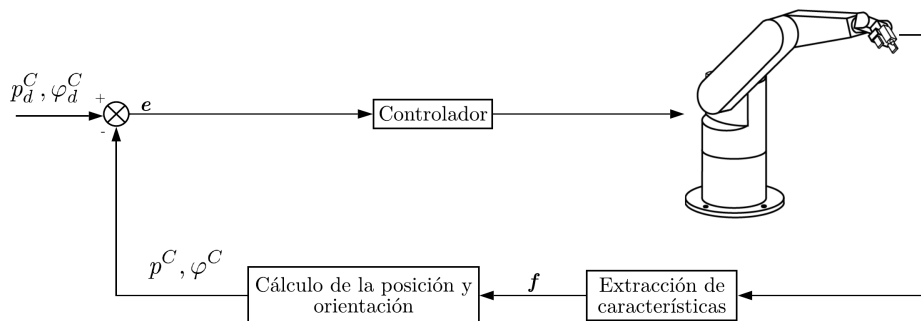 p_d^C, φ_d^C
+
-
e
Controlador
p^C, φ^C
Cálculo de la posición y
orientación
f
Extracción de
características